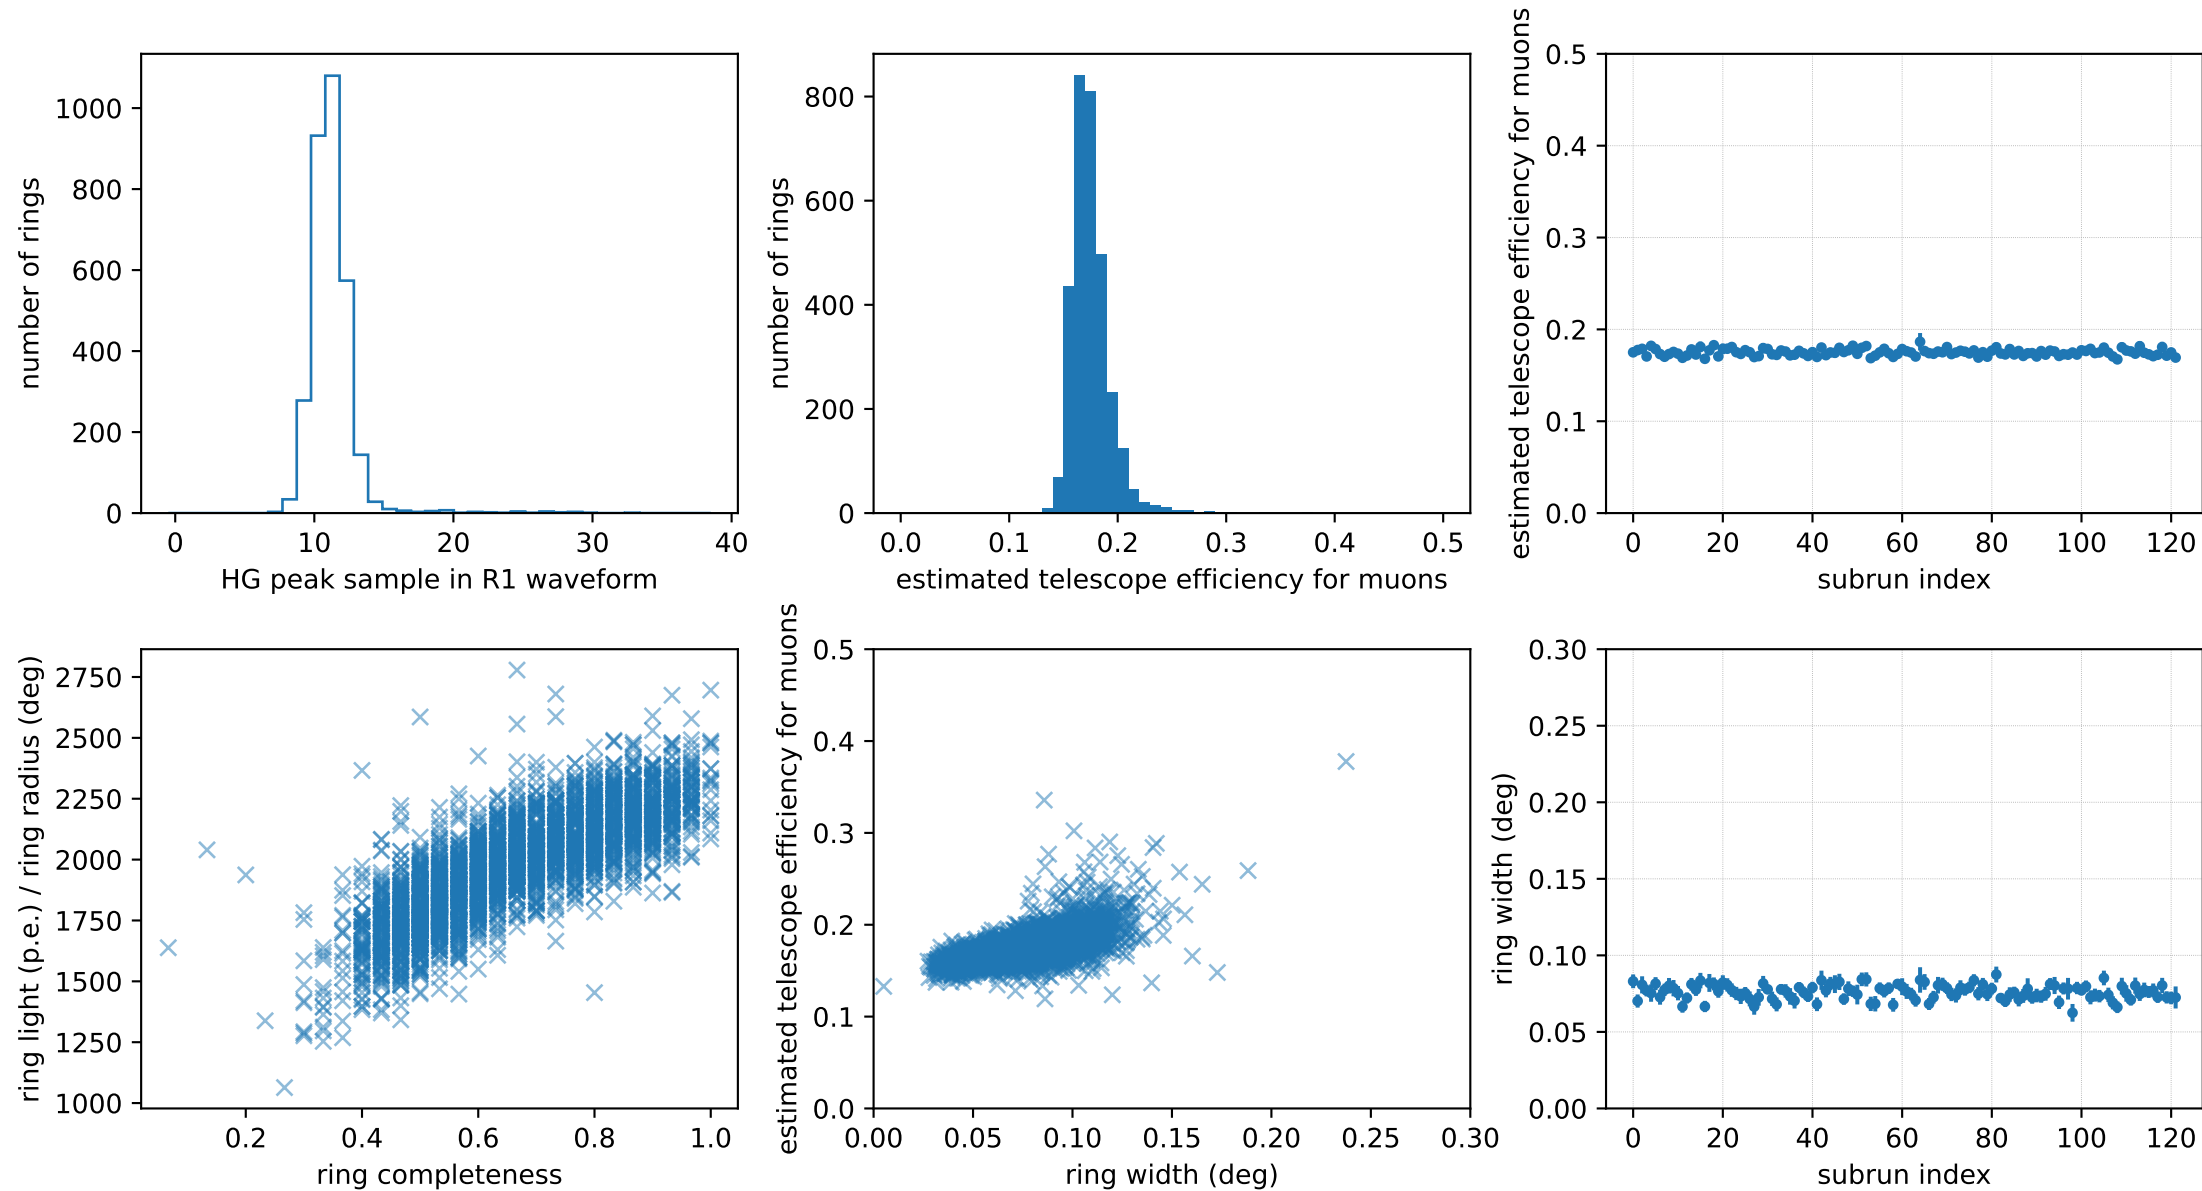 number of rings
1000
800
600
400
200
0
0 10 20 30 40
HG peak sample in R1 waveform
number of rings
800
600
400
200
0
0.0 0.1 0.2 0.3 0.4 0.5
estimated telescope efficiency for muons
estimated telescope efficiency for muons
0.5
0.4
0.3
0.2
0.1
0.0
0 20 40 60 80 100 120
subrun index
ring light (p.e.) / ring radius (deg)
2750
2500
2250
2000
1750
1500
1250
1000
0.2 0.4 0.6 0.8 1.0
ring completeness
estimated telescope efficiency for muons
0.5
0.4
0.3
0.2
0.1
0.0
0.00 0.05 0.10 0.15 0.20 0.25 0.30
ring width (deg)
ring width (deg)
0.30
0.25
0.20
0.15
0.10
0.05
0.00
0 20 40 60 80 100 120
subrun index